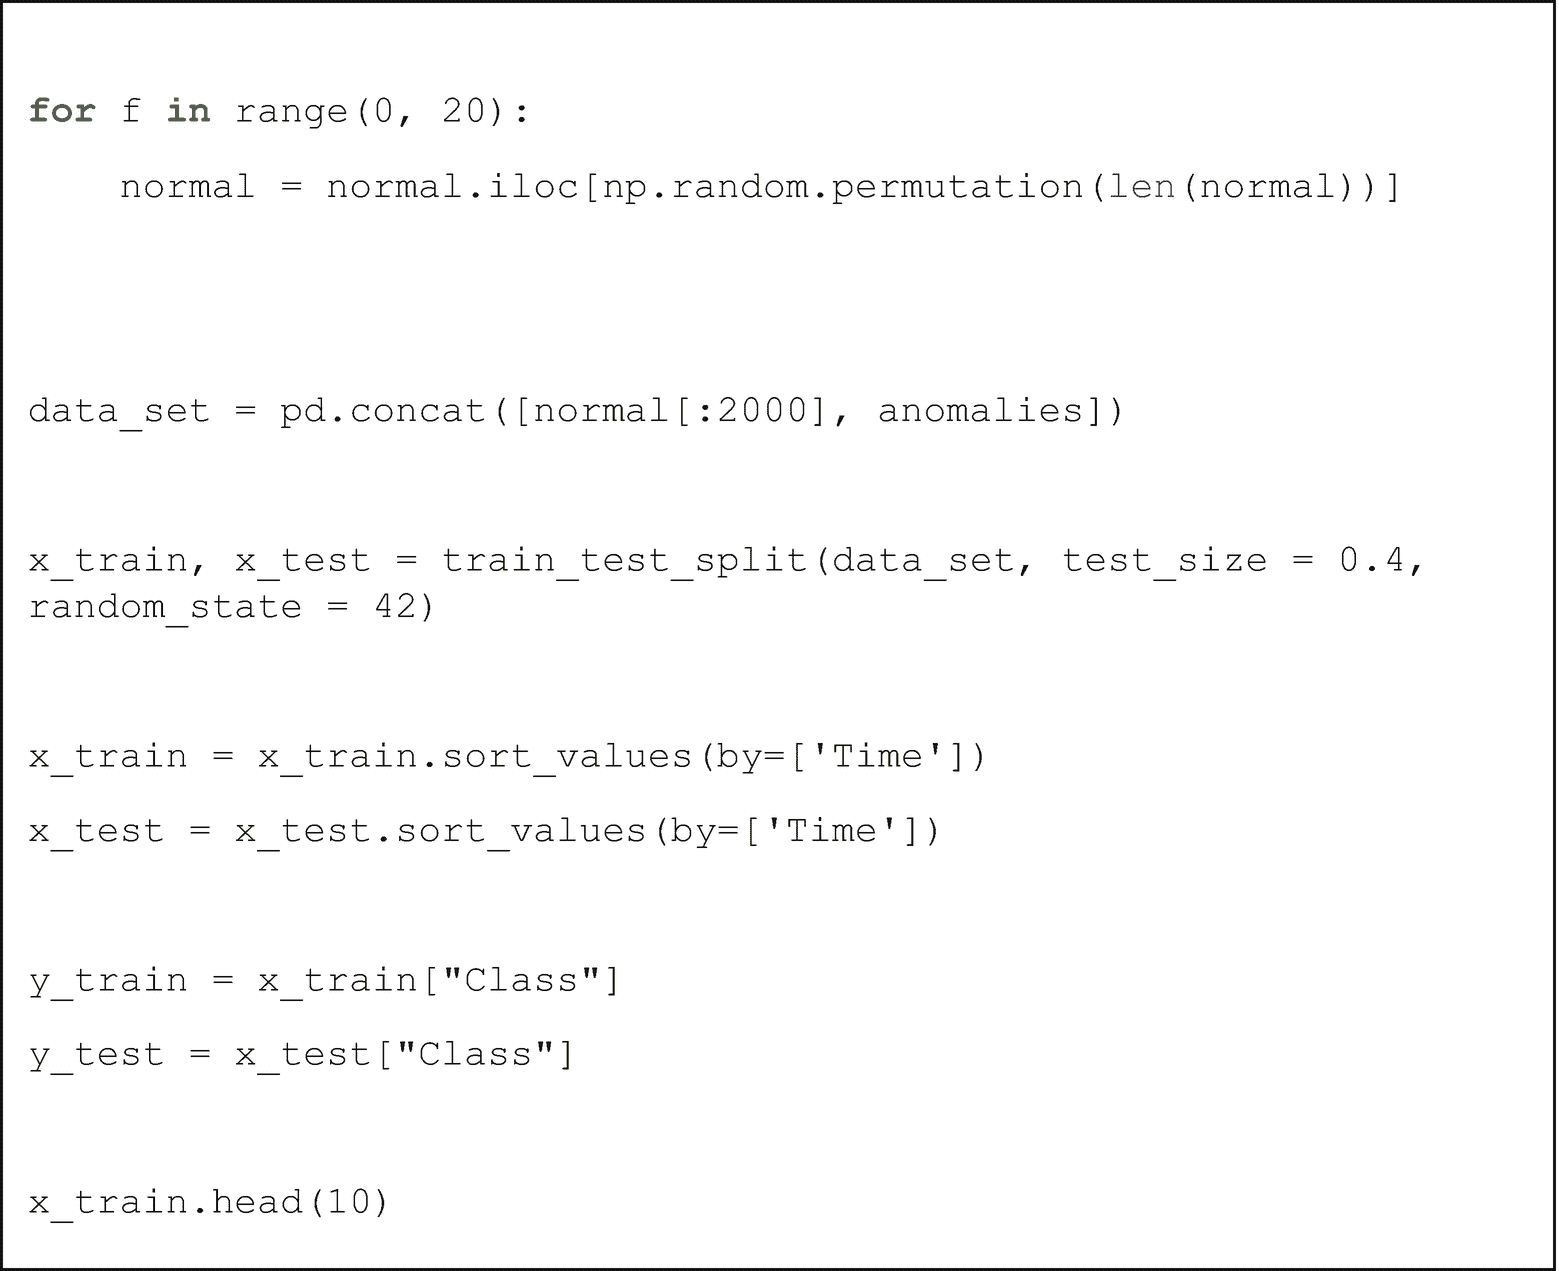 for f in range(0, 20):
    normal = normal.iloc[np.random.permutation(len(normal))]
data_set = pd.concat([normal[:2000], anomalies])
x_train, x_test = train_test_split(data_set, test_size = 0.4,
random_state = 42)
x_train = x_train.sort_values(by=['Time'])
x_test = x_test.sort_values(by=['Time'])
y_train = x_train["Class"]
y_test = x_test["Class"]
x_train.head(10)